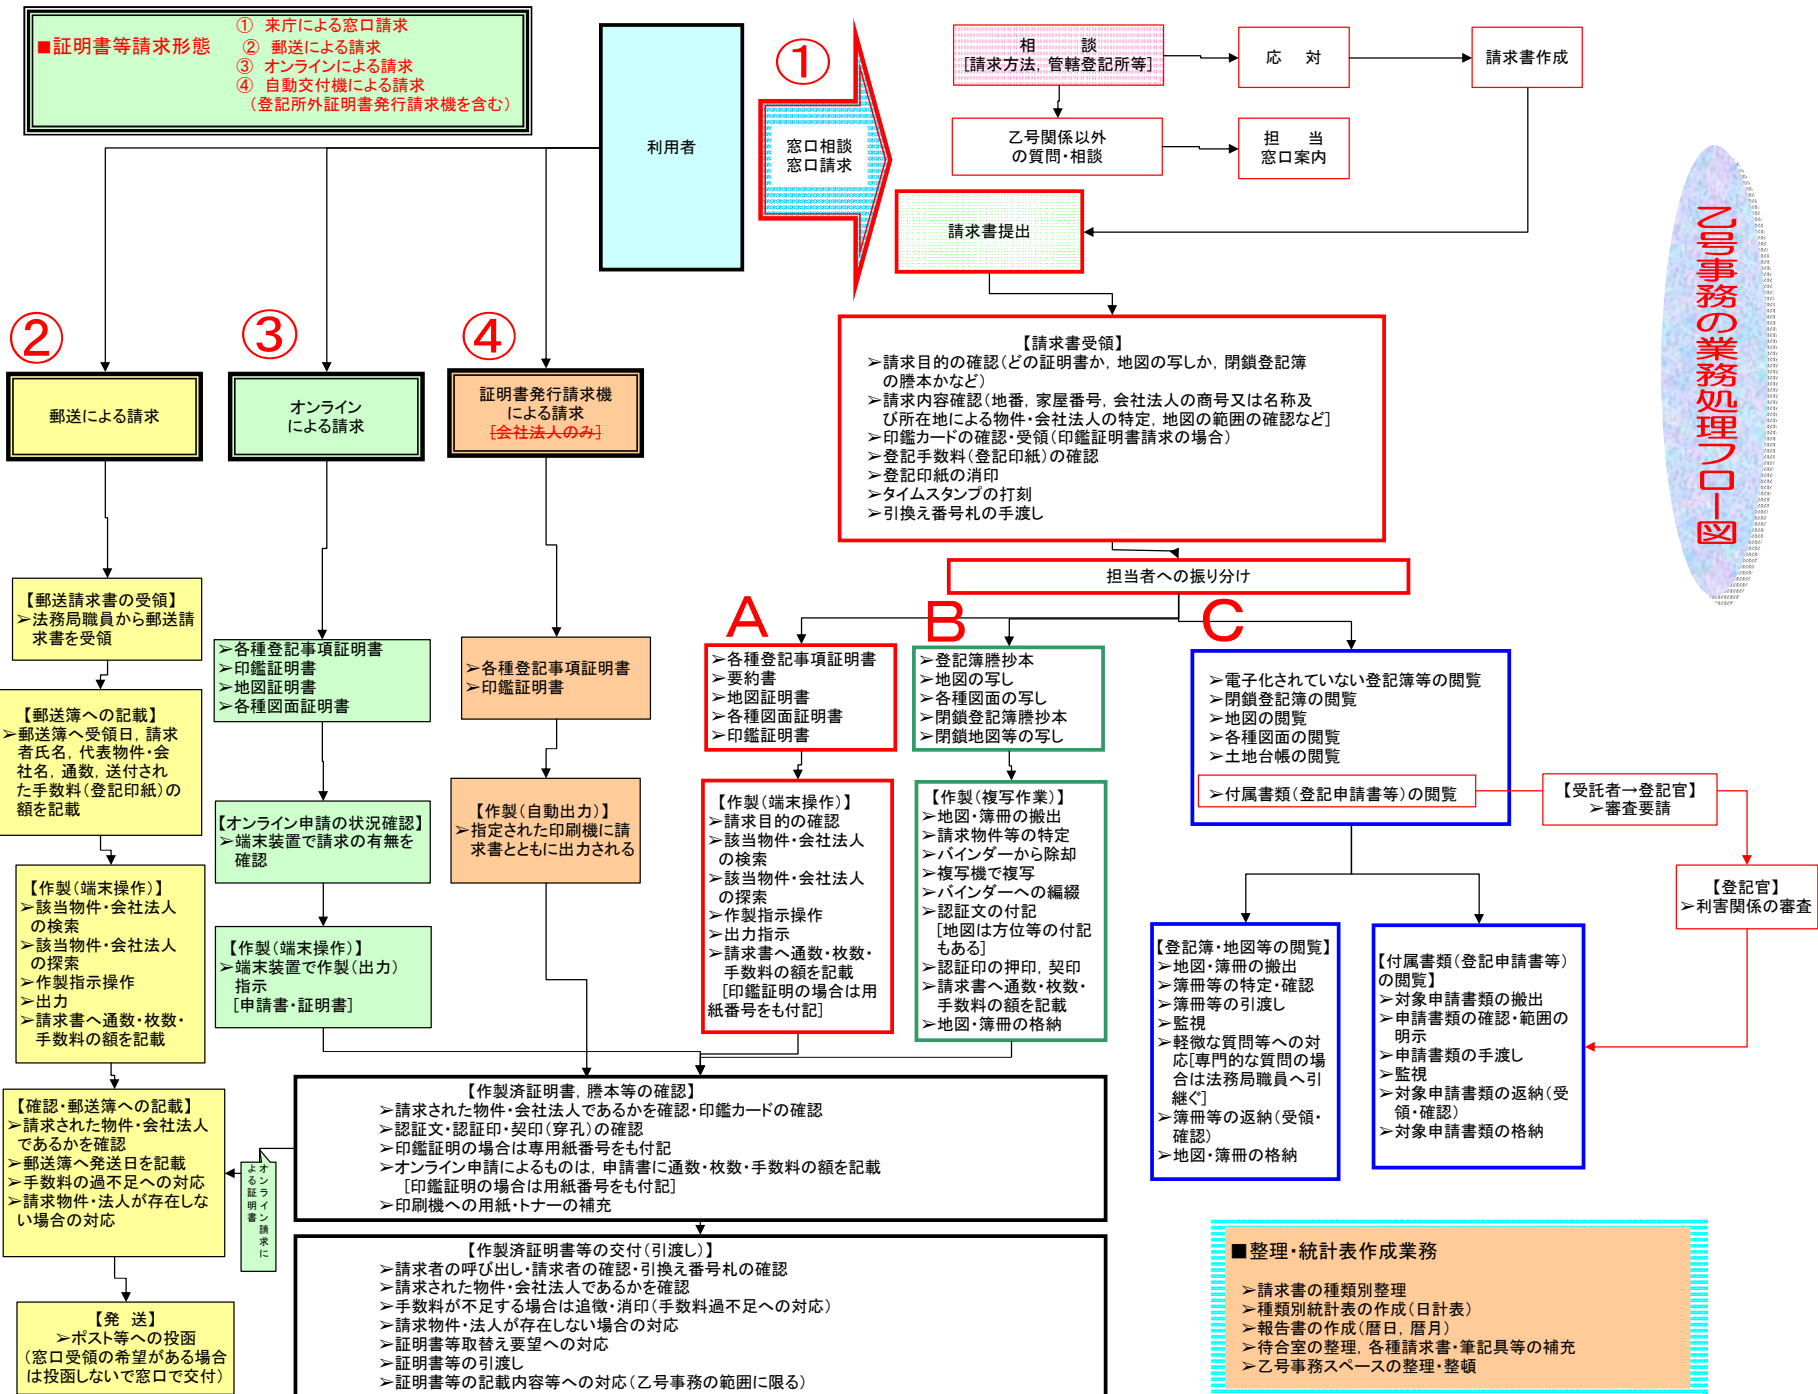 ■証明書等請求形態
① 来庁による窓口請求
② 郵送による請求
③ オンラインによる請求
④ 自動交付機による請求
(登記所外証明書発行請求機を含む)
利用者
①
窓口相談
窓口請求
相　談
[請求方法，管轄登記所等]
応　対
請求書作成
乙号関係以外
の質問・相談
担　当
窓口案内
請求書提出
乙号事務の業務処理フロー図
②
③
④
郵送による請求
オンライン
による請求
証明書発行請求機
による請求
[会社法人のみ]
【請求書受領】
➢請求目的の確認(どの証明書か，地図の写しか，閉鎖登記簿
の謄本かなど)
➢請求内容確認(地番，家屋番号，会社法人の商号又は名称及
び所在地による物件・会社法人の特定，地図の範囲の確認など]
➢印鑑カードの確認・受領(印鑑証明書請求の場合)
➢登記手数料(登記印紙)の確認
➢登記印紙の消印
➢タイムスタンプの打刻
➢引換え番号札の手渡し
担当者への振り分け
A
B
C
【郵送請求書の受領】
➢法務局職員から郵送請
求書を受領
➢各種登記事項証明書
➢印鑑証明書
➢地図証明書
➢各種図面証明書
➢各種登記事項証明書
➢印鑑証明書
➢各種登記事項証明書
➢要約書
➢地図証明書
➢各種図面証明書
➢印鑑証明書
➢登記簿謄抄本
➢地図の写し
➢各種図面の写し
➢閉鎖登記簿謄抄本
➢閉鎖地図等の写し
➢電子化されていない登記簿等の閲覧
➢閉鎖登記簿の閲覧
➢地図の閲覧
➢各種図面の閲覧
➢土地台帳の閲覧
➢付属書類(登記申請書等)の閲覧
【受託者→登記官】
➢審査要請
【登記官】
➢利害関係の審査
【郵送簿への記載】
➢郵送簿へ受領日，請求
者氏名，代表物件・会
社名，通数，送付され
た手数料(登記印紙)の
額を記載
【オンライン申請の状況確認】
➢端末装置で請求の有無を
確認
【作製(自動出力)】
➢指定された印刷機に請
求書とともに出力される
【作製(端末操作)】
➢請求目的の確認
➢該当物件・会社法人
の検索
➢該当物件・会社法人
の探索
➢作製指示操作
➢出力指示
➢請求書へ通数・枚数・
手数料の額を記載
[印鑑証明の場合は用
紙番号をも付記]
【作製(複写作業)】
➢地図・簿冊の搬出
➢請求物件等の特定
➢バインダーから除却
➢複写機で複写
➢バインダーへの編綴
➢認証文の付記
[地図は方位等の付記
もある]
➢認証印の押印，契印
➢請求書へ通数・枚数・
手数料の額を記載
➢地図・簿冊の格納
【作製(端末操作)】
➢該当物件・会社法人
の検索
➢該当物件・会社法人
の探索
➢作製指示操作
➢出力
➢請求書へ通数・枚数・
手数料の額を記載
【作製(端末操作)】
➢端末装置で作製(出力)
指示
[申請書・証明書]
【登記簿・地図等の閲覧】
➢地図・簿冊の搬出
➢簿冊等の特定・確認
➢簿冊等の引渡し
➢監視
➢軽微な質問等への対
応[専門的な質問の場
合は法務局職員へ引
継ぐ]
➢簿冊等の返納(受領・
確認)
➢地図・簿冊の格納
【付属書類(登記申請書等)
の閲覧】
➢対象申請書類の搬出
➢申請書類の確認・範囲の
明示
➢申請書類の手渡し
➢監視
➢対象申請書類の返納(受
領・確認)
➢対象申請書類の格納
【確認・郵送簿への記載】
➢請求された物件・会社法人
であるかを確認
➢郵送簿へ発送日を記載
➢手数料の過不足への対応
➢請求物件・法人が存在しな
い場合の対応
オンライン請求に
よる証明書
【作製済証明書，謄本等の確認】
➢請求された物件・会社法人であるかを確認・印鑑カードの確認
➢認証文・認証印・契印(穿孔)の確認
➢印鑑証明の場合は専用紙番号をも付記
➢オンライン申請によるものは，申請書に通数・枚数・手数料の額を記載
[印鑑証明の場合は用紙番号をも付記]
➢印刷機への用紙・トナーの補充
【作製済証明書等の交付(引渡し)】
➢請求者の呼び出し・請求者の確認・引換え番号札の確認
➢請求された物件・会社法人であるかを確認
➢手数料が不足する場合は追徴・消印(手数料過不足への対応)
➢請求物件・法人が存在しない場合の対応
➢証明書等取替え要望への対応
➢証明書等の引渡し
➢証明書等の記載内容等への対応(乙号事務の範囲に限る)
【発 送】
➢ポスト等への投函
(窓口受領の希望がある場合
は投函しないで窓口で交付)
■整理・統計表作成業務
➢請求書の種類別整理
➢種類別統計表の作成(日計表)
➢報告書の作成(暦日，暦月)
➢待合室の整理，各種請求書・筆記具等の補充
➢乙号事務スペースの整理・整頓